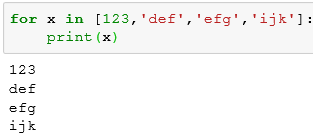 for x in [123,'def','efg','ijk']:
    print(x)
123
def
efg
ijk